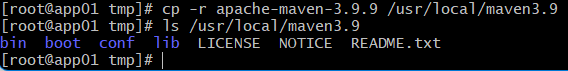 [root@app01 tmp]# cp -r apache-maven-3.9.9 /usr/local/maven3.9
[root@app01 tmp]# ls /usr/local/maven3.9
bin  boot  conf  lib  LICENSE  NOTICE  README.txt
[root@app01 tmp]#